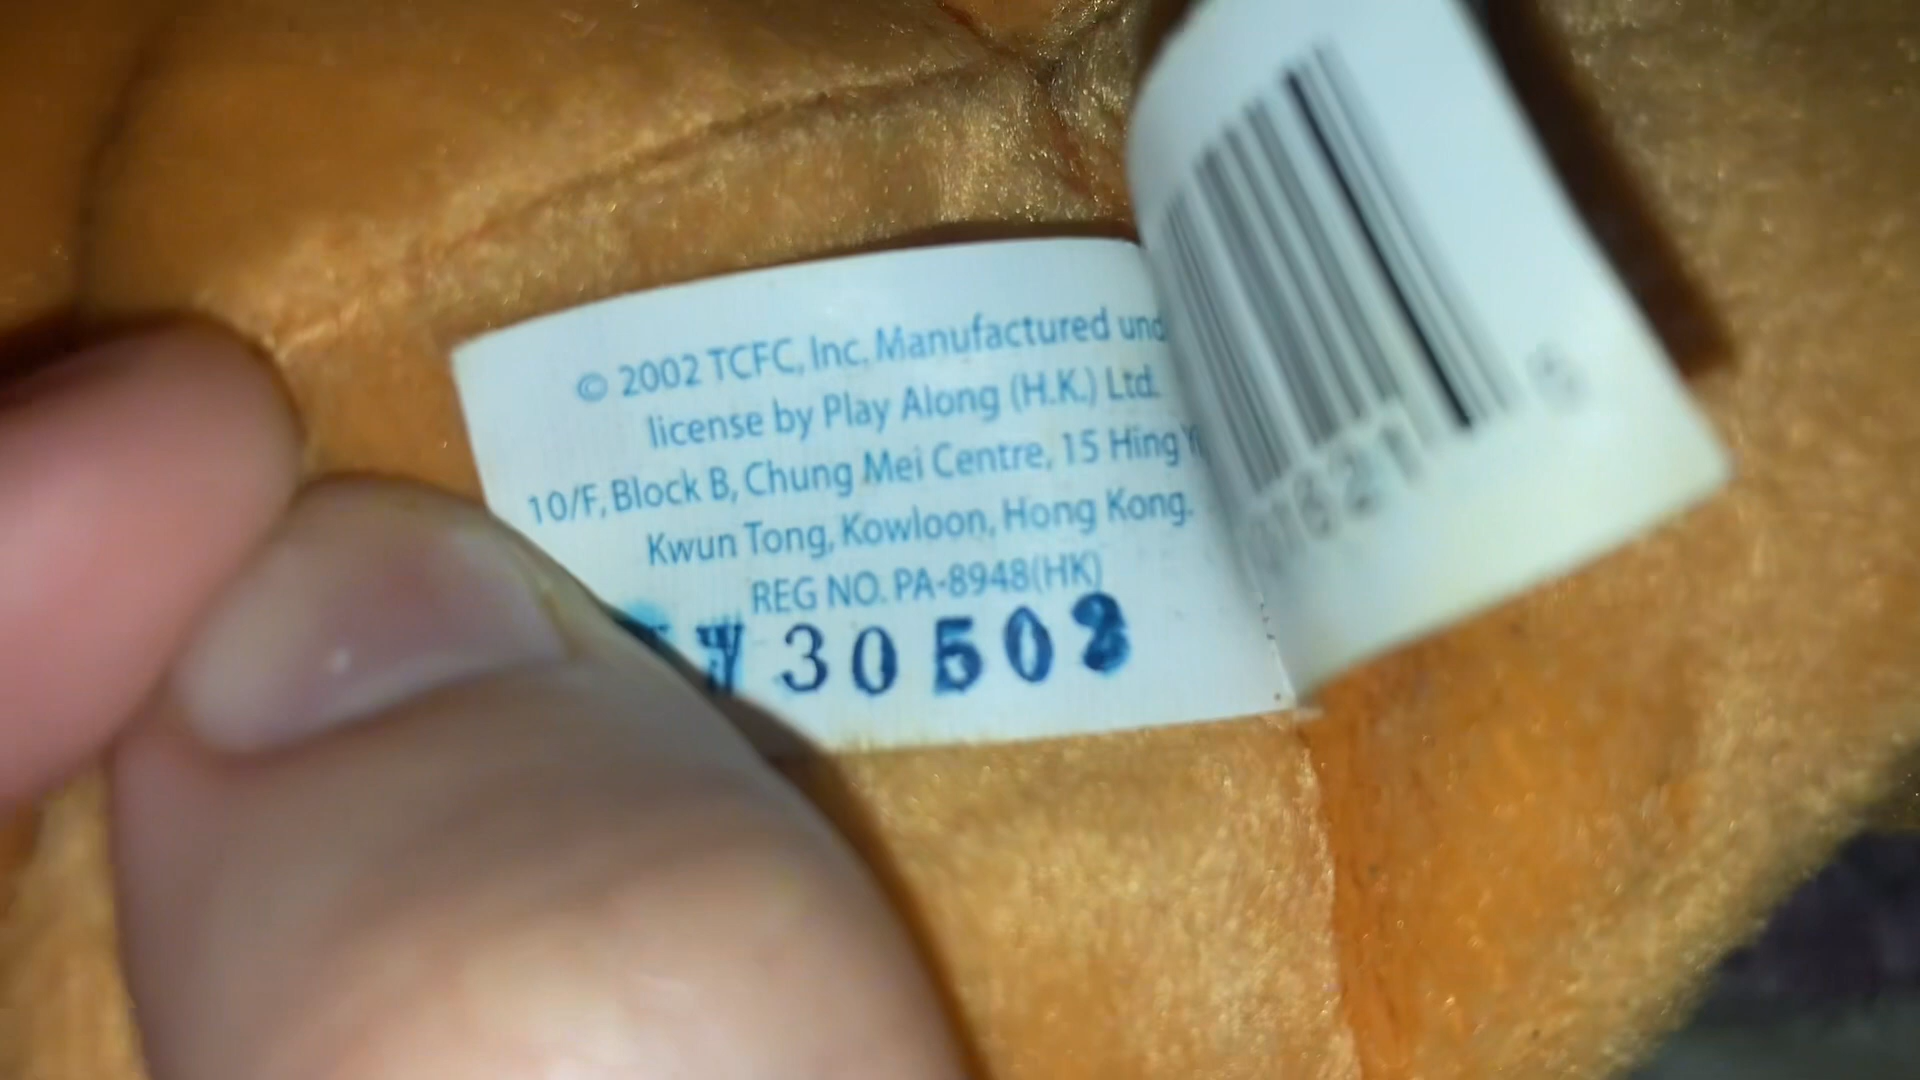 © 2002 TCFC, Inc. Manufactured und
license by Play Along (H.K.) Ltd.
10/F, Block B, Chung Mei Centre, 15 Hing
Kwun Tong, Kowloon, Hong Kong.
REG NO. PA-8948(HK)
30502